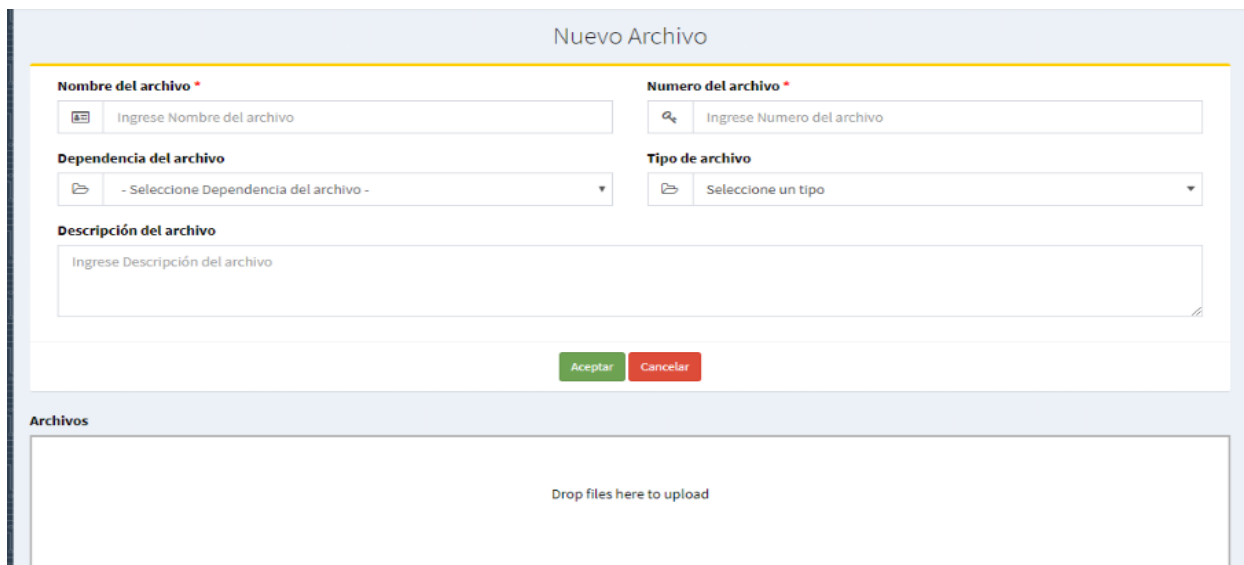 Nuevo Archivo
Nombre del archivo *
Numero del archivo *
Ingrese Nombre del archivo
Ingrese Numero del archivo
Dependencia del archivo
Tipo de archivo
- Seleccione Dependencia del archivo -
Seleccione un tipo
Descripción del archivo
Ingrese Descripción del archivo
Aceptar
Cancelar
Archivos
Drop files here to upload